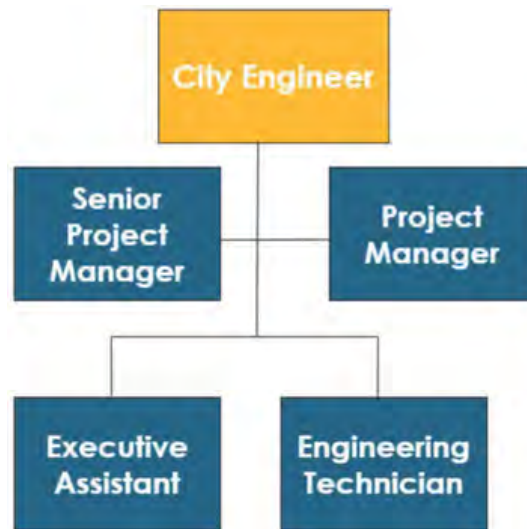 City Engineer
Senior
Project
Manager
Project
Manager
Executive
Assistant
Engineering
Technician